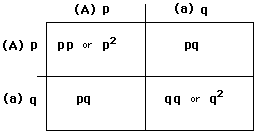 (A) p (a) q
(A) p pp or p² pq
(a) q pq qq or q²